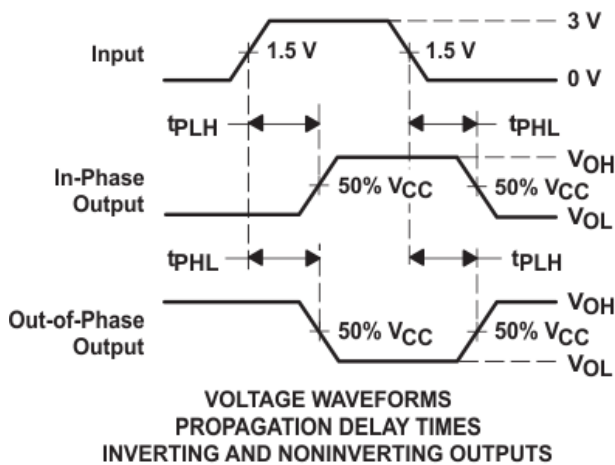 3 V
Input
1.5 V
1.5 V
0 V
tPLH
tPHL
VOH
In-Phase
Output
50% VCC
50% VCC
VOL
tPHL
tPLH
VOH
Out-of-Phase
Output
50% VCC
50% VCC
VOL
VOLTAGE WAVEFORMS
PROPAGATION DELAY TIMES
INVERTING AND NONINVERTING OUTPUTS